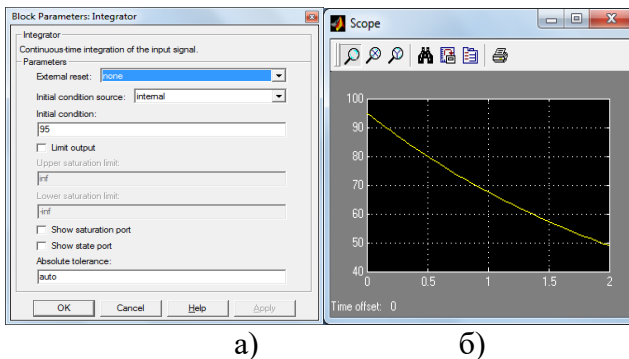 Block Parameters: Integrator
Integrator
Continuous-time integration of the input signal.
Parameters
External reset: none
Initial condition source: internal
Initial condition:
95
Limit output
Upper saturation limit:
inf
Lower saturation limit:
-inf
Show saturation port
Show state port
Absolute tolerance:
auto
OK Cancel Help Apply
а)
Scope
100
90
80
70
60
50
40
0 0.5 1 1.5 2
Time offset: 0
б)